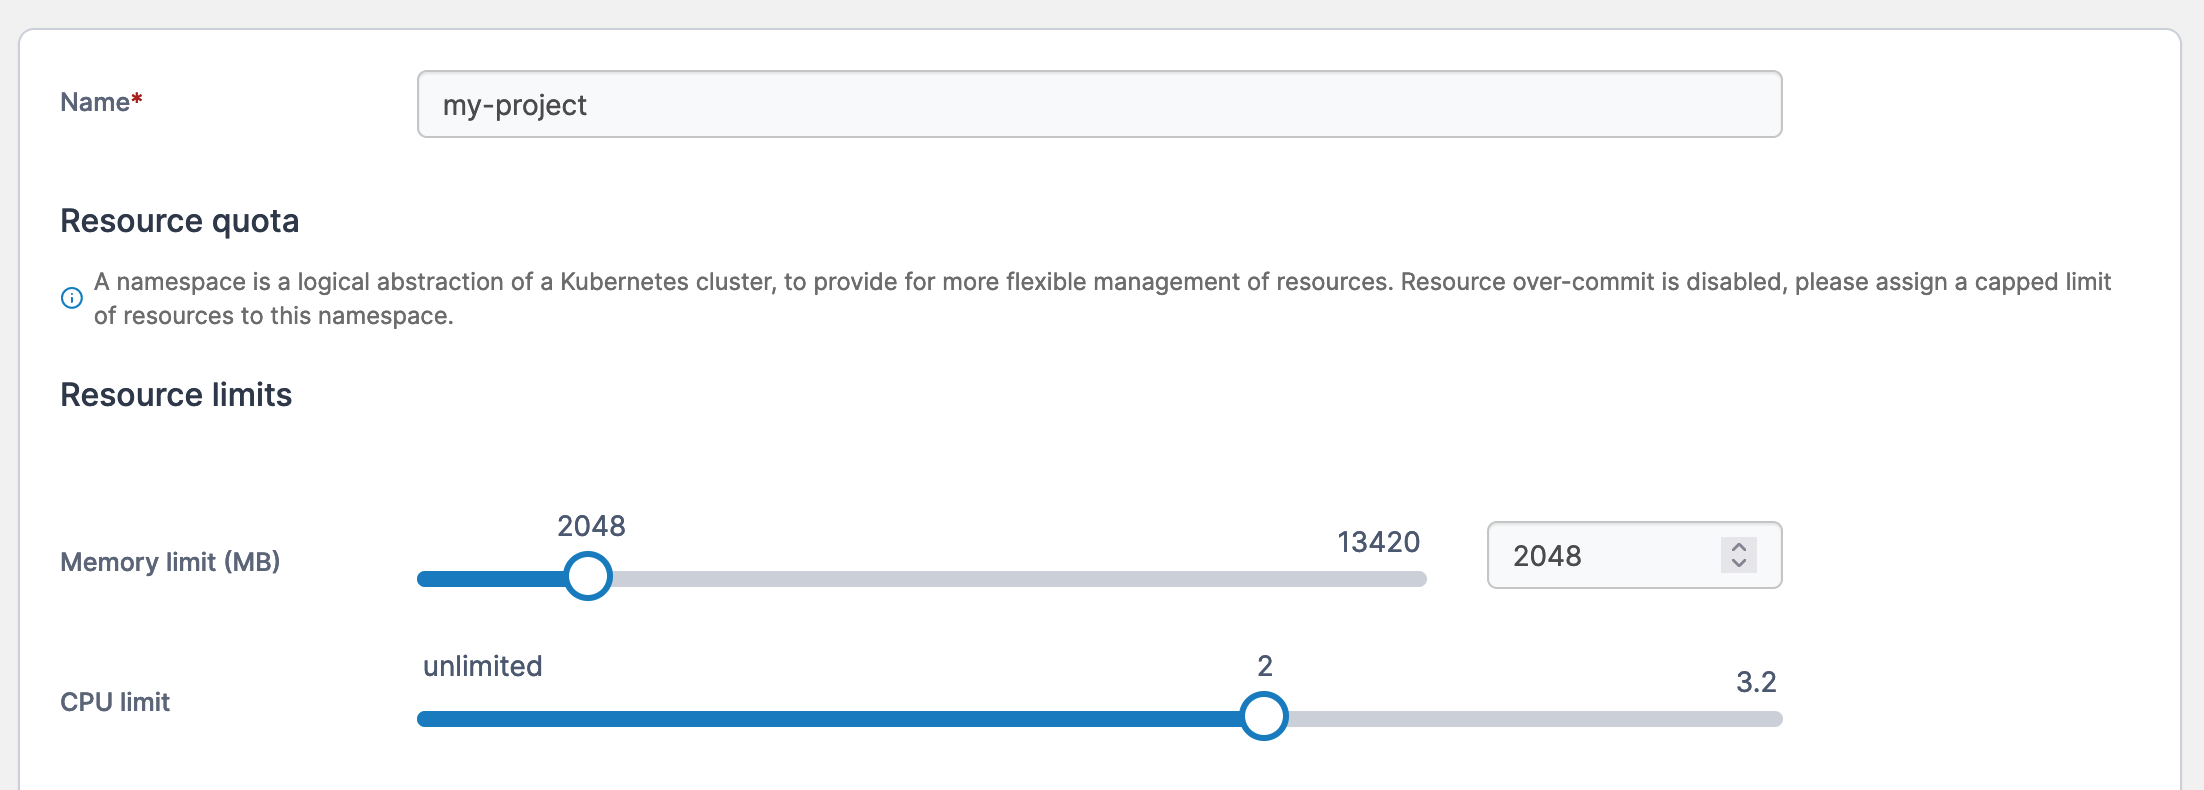 Name*
my-project
Resource quota
A namespace is a logical abstraction of a Kubernetes cluster, to provide for more flexible management of resources. Resource over-commit is disabled, please assign a capped limit
of resources to this namespace.
Resource limits
2048
13420
Memory limit (MB)
2048
unlimited
2
3.2
CPU limit